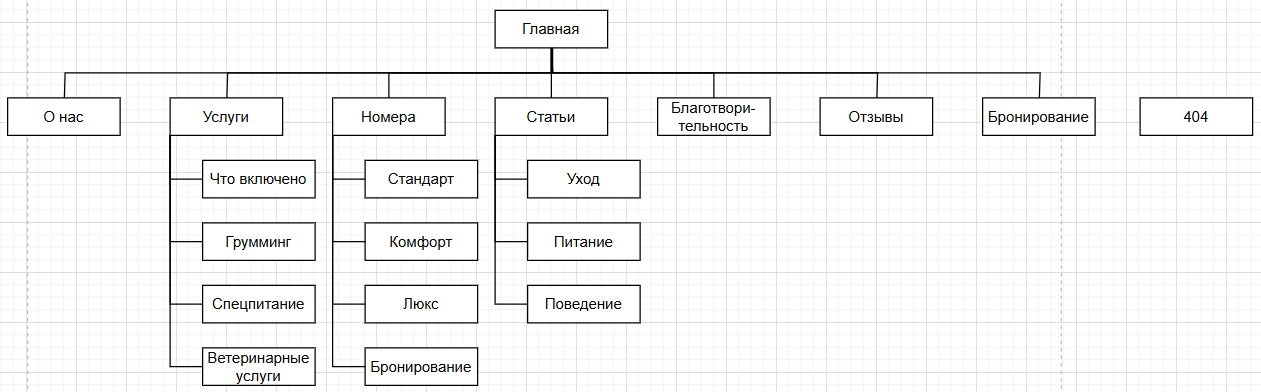 Главная
О нас
Услуги
Номера
Статьи
Благотвори-
тельность
Отзывы
Бронирование
404
Что включено
Стандарт
Уход
Грумминг
Комфорт
Питание
Спецпитание
Люкс
Поведение
Ветеринарные
услуги
Бронирование